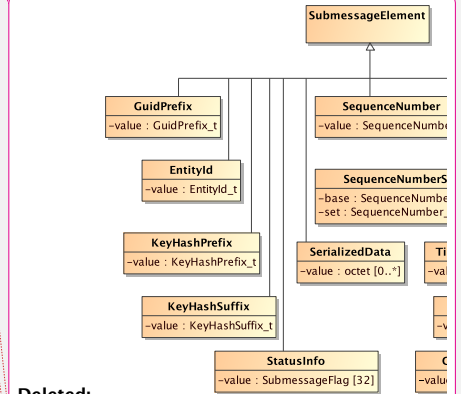 SubmessageElement
GuidPrefix
-value : GuidPrefix_t
SequenceNumber
-value : SequenceNumbe
EntityId
-value : EntityId_t
SequenceNumberS
-base : SequenceNumbe
-set : SequenceNumber_
KeyHashPrefix
-value : KeyHashPrefix_t
SerializedData
-value : octet [0..*]
Ti
-val
KeyHashSuffix
-value : KeyHashSuffix_t
-v
StatusInfo
-value : SubmessageFlag [32]
-valu
Deleted: